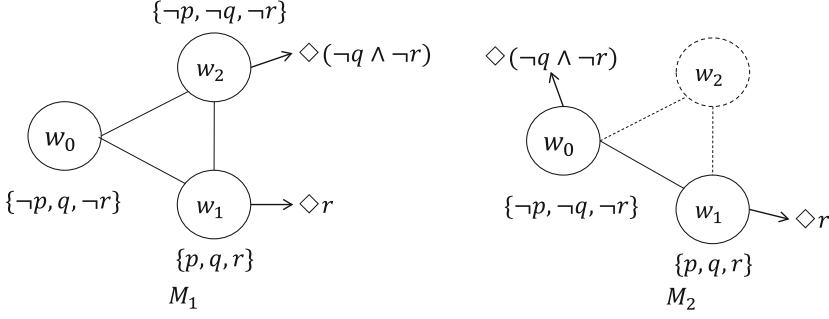 {¬p, ¬q, ¬r}
w₂
◇(¬q ∧ ¬r)
w₀
{¬p, q, ¬r}
w₁
◇r
{p, q, r}
M₁
◇(¬q ∧ ¬r)
w₂
w₀
{¬p, ¬q, ¬r}
w₁
◇r
{p, q, r}
M₂